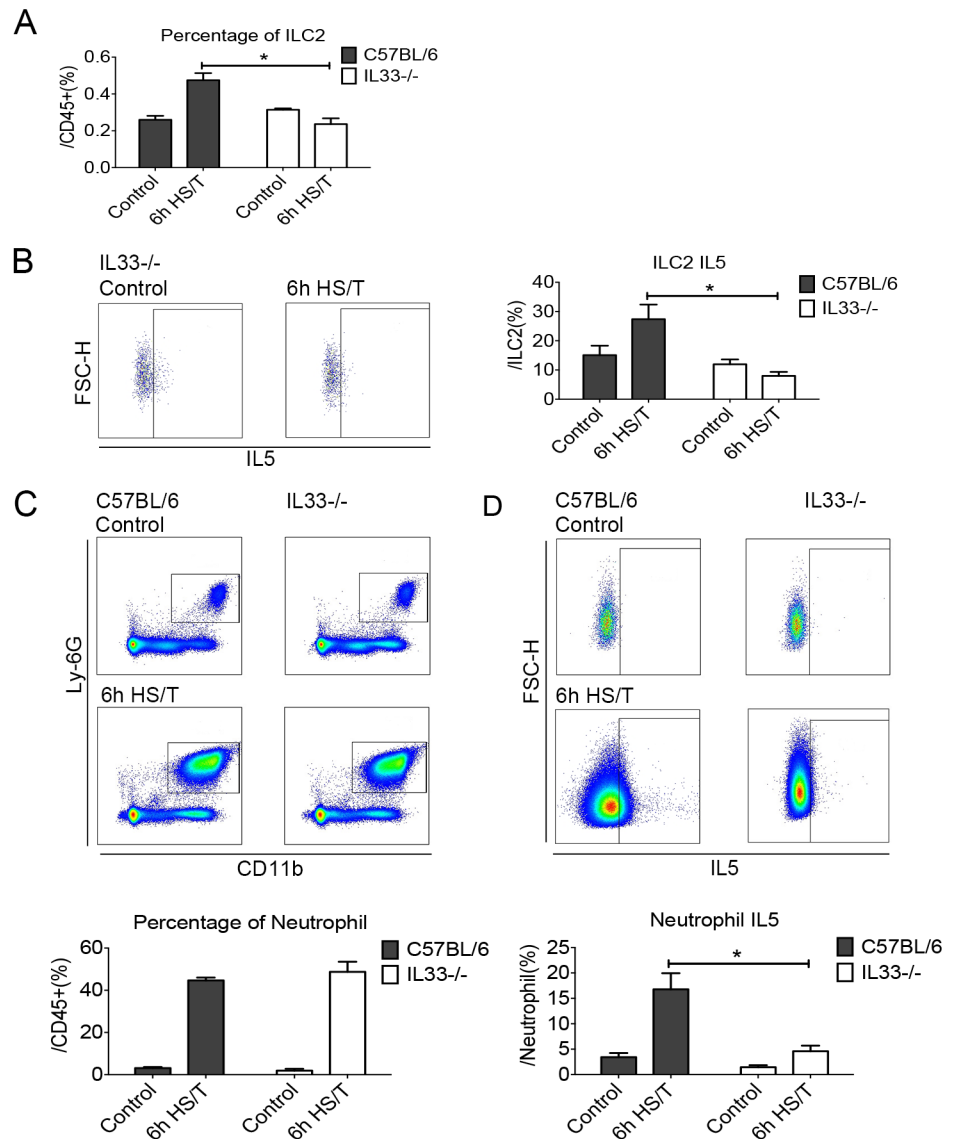 A
Percentage of ILC2
/CD45+(%)
0.6
0.4
0.2
0.0
Control
6h HS/T
Control
6h HS/T
*
C57BL/6
IL33-/-
B
IL33-/-
Control
6h HS/T
FSC-H
IL5
ILC2 IL5
/ILC2(%)
40
30
20
10
0
Control
6h HS/T
Control
6h HS/T
*
C57BL/6
IL33-/-
C
C57BL/6
Control
IL33-/-
6h HS/T
Ly-6G
CD11b
Percentage of Neutrophil
/CD45+(%)
60
40
20
0
Control
6h HS/T
Control
6h HS/T
C57BL/6
IL33-/-
D
C57BL/6
Control
IL33-/-
6h HS/T
FSC-H
IL5
Neutrophil IL5
/Neutrophil(%)
25
20
15
10
5
0
Control
6h HS/T
Control
6h HS/T
*
C57BL/6
IL33-/-